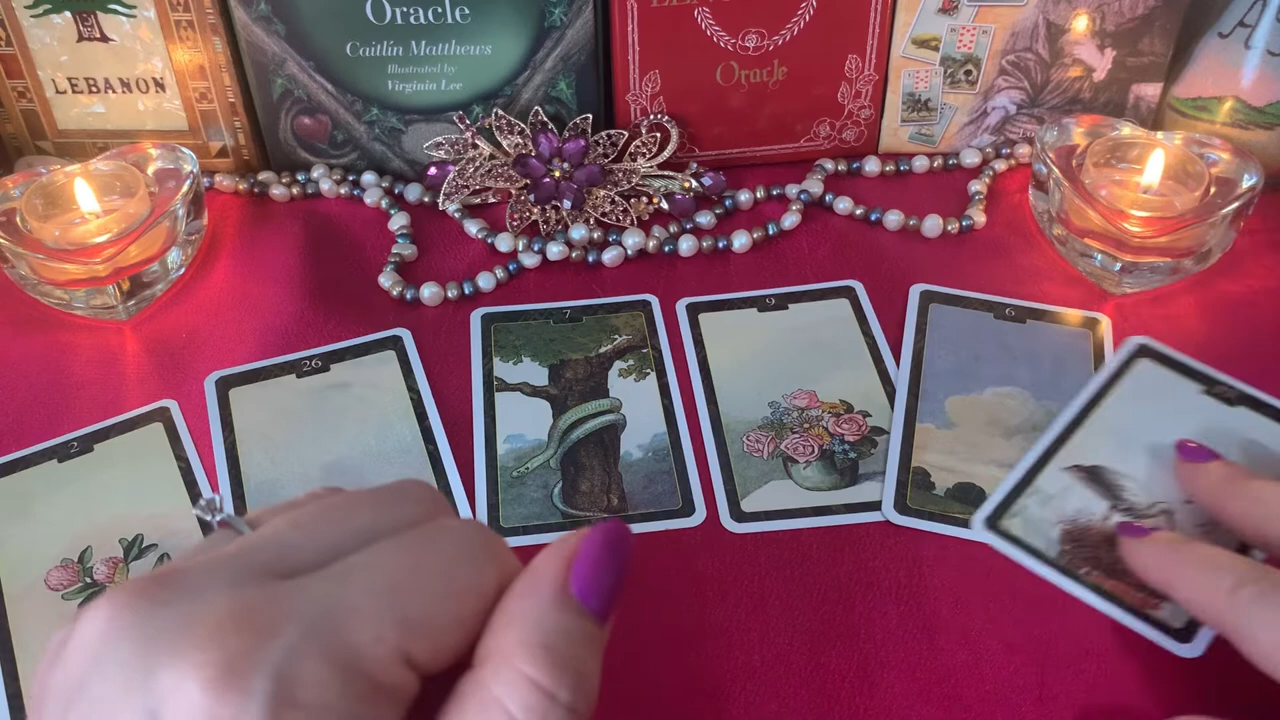 LEBANON
Oracle
Caitlín Matthews
Illustrated by
Virginia Lee
Oracle
2
26
7
9
6